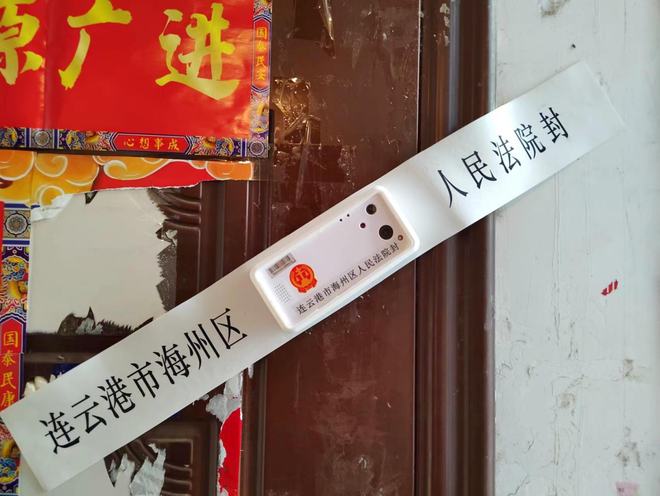 源广进
国泰民安
心想事成
国泰民康
连云港市海州区
人民法院封
连云港市海州区人民法院封